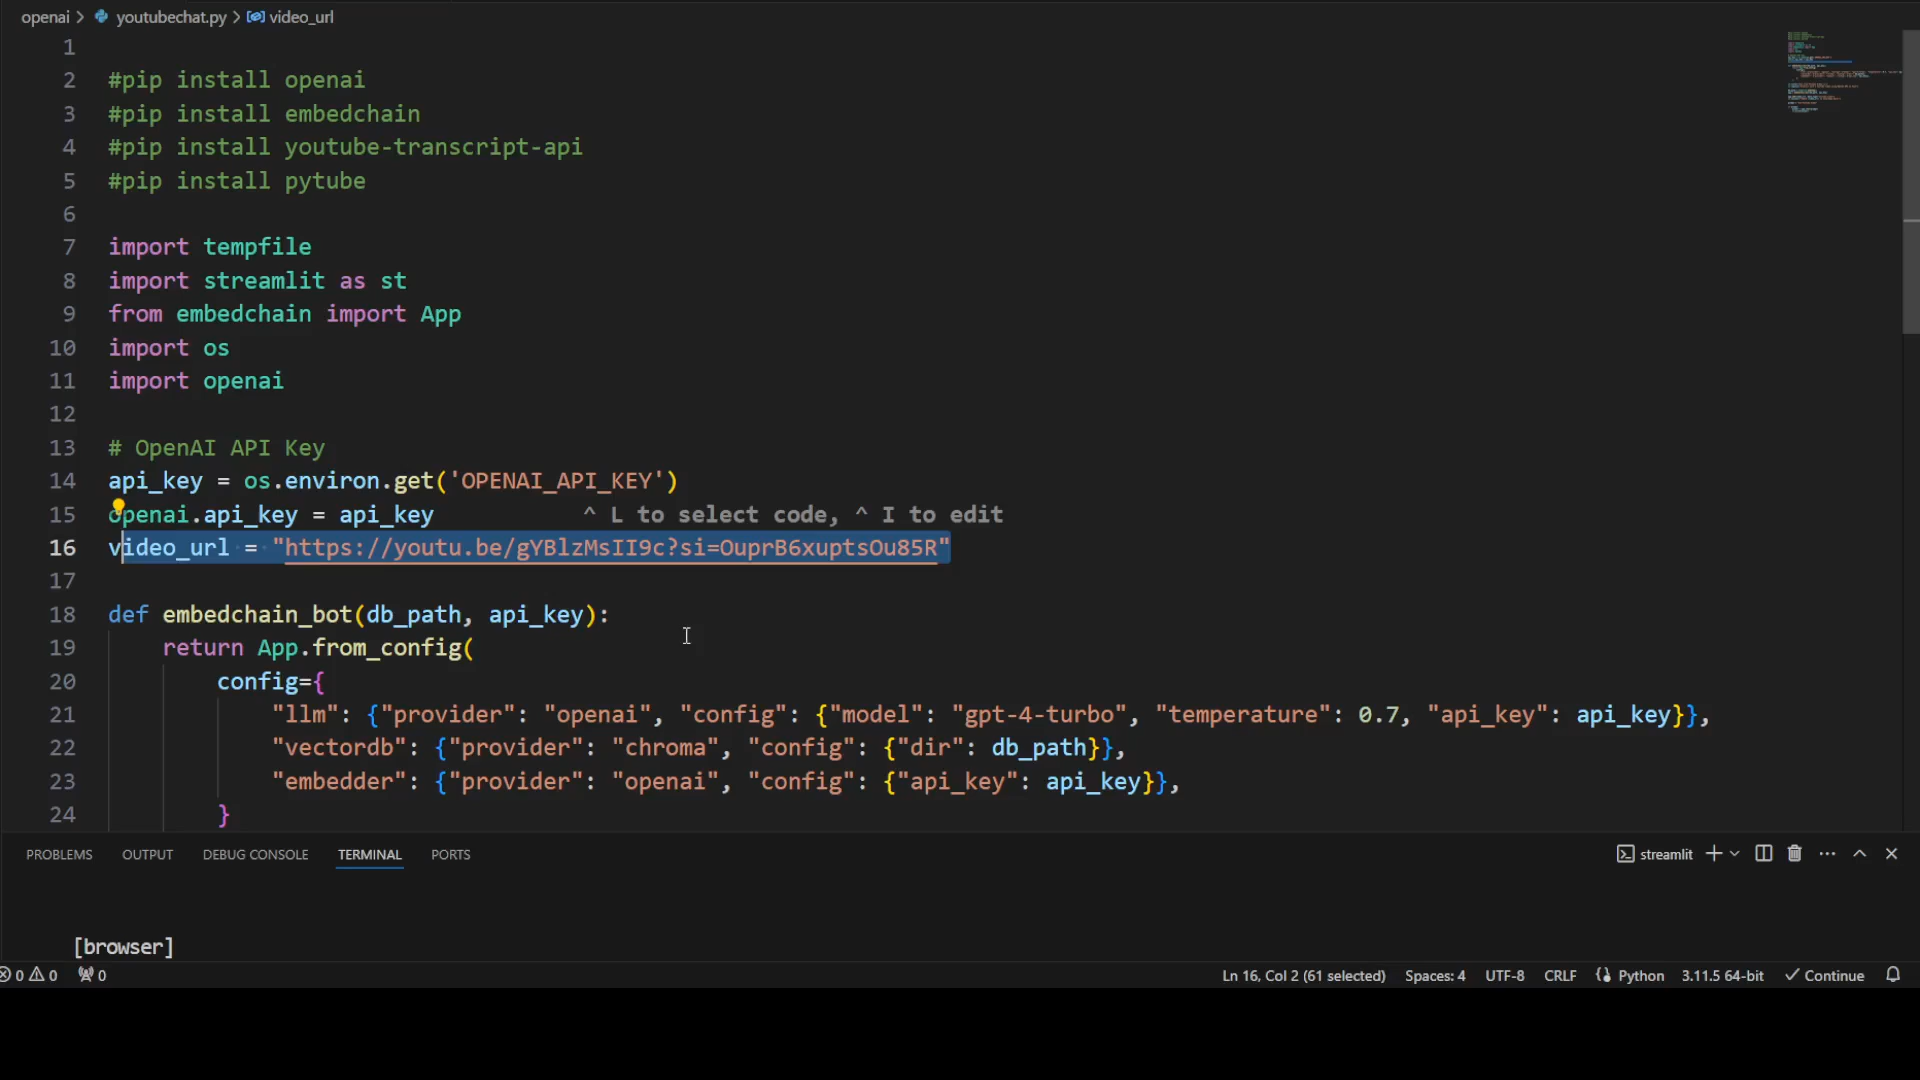 openai > youtubechat.py > video_url
1
2 #pip install openai
3 #pip install embedchain
4 #pip install youtube-transcript-api
5 #pip install pytube
6
7 import tempfile
8 import streamlit as st
9 from embedchain import App
10 import os
11 import openai
12
13 # OpenAI API Key
14 api_key = os.environ.get('OPENAI_API_KEY')
15 openai.api_key = api_key ^ L to select code, ^ I to edit
16 video_url = "https://youtu.be/gYBlzMsII9c?si=OuprB6xuptsOu85R"
17
18 def embedchain_bot(db_path, api_key):
19 return App.from_config(
20 config={
21 "llm": {"provider": "openai", "config": {"model": "gpt-4-turbo", "temperature": 0.7, "api_key": api_key}},
22 "vectordb": {"provider": "chroma", "config": {"dir": db_path}},
23 "embedder": {"provider": "openai", "config": {"api_key": api_key}},
24 }
PROBLEMS OUTPUT DEBUG CONSOLE TERMINAL PORTS streamlit
[browser]
0 0 0 Ln 16, Col 2 (61 selected) Spaces: 4 UTF-8 CRLF Python 3.11.5 64-bit Continue